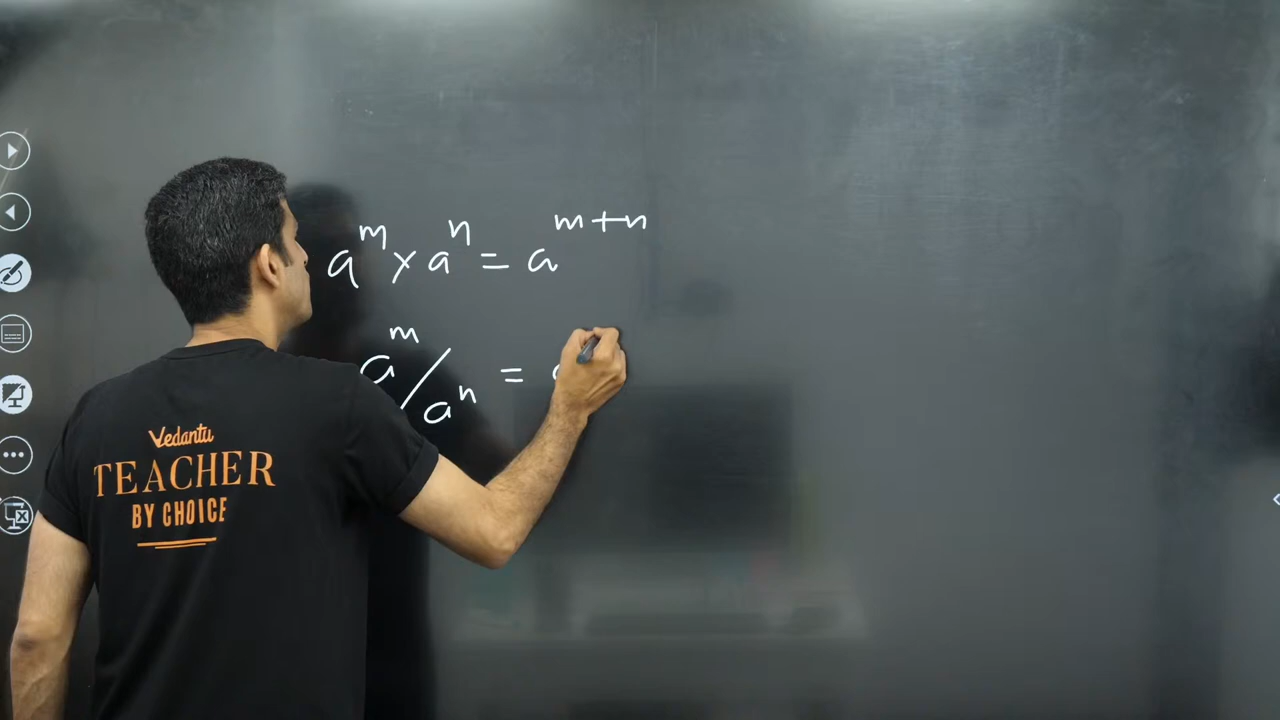 a^m × a^n = a^(m+n)
a^m / a^n =
Vedantu
TEACHER
BY CHOICE